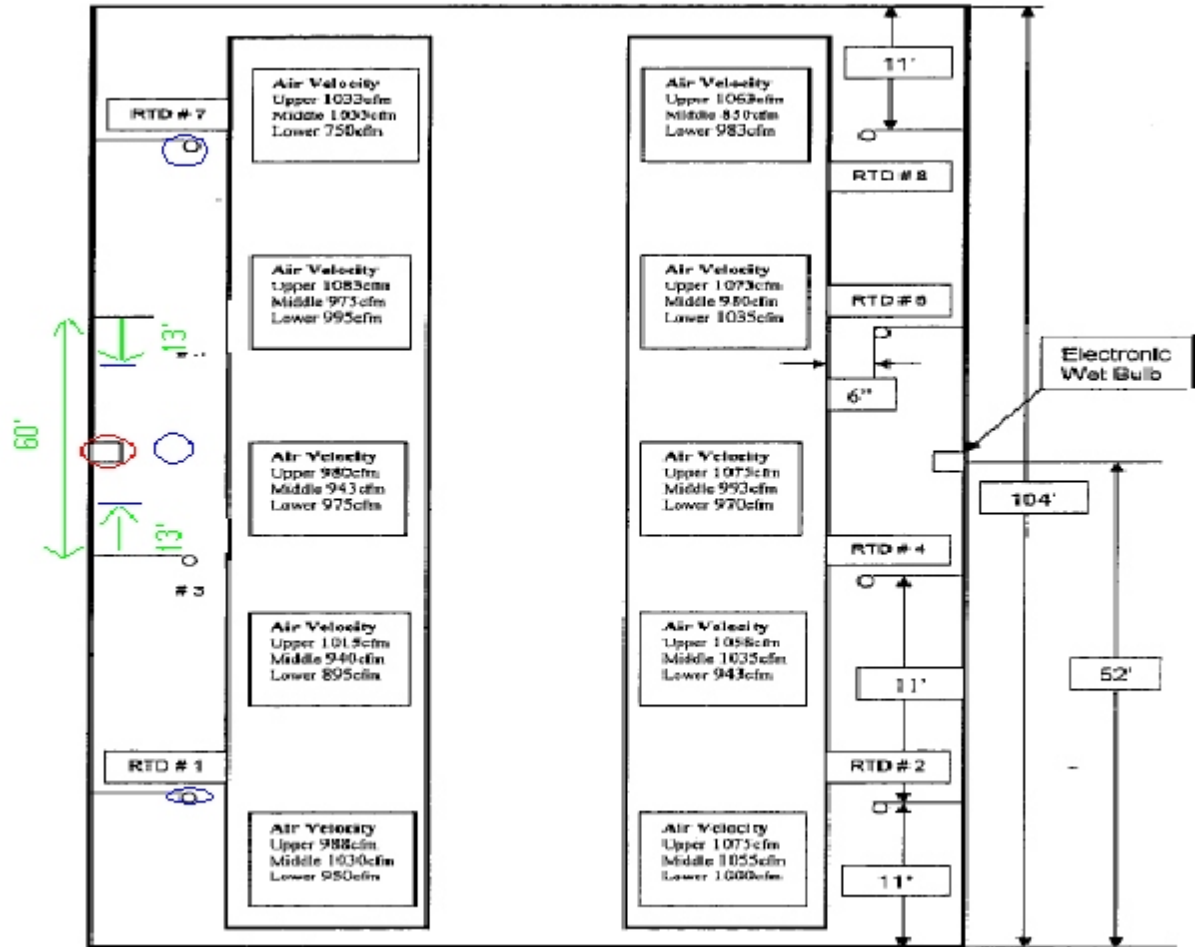 11'
Air Velocity
Upper 1033cfm
Middle 1033cfm
Lower 750cfm
Air Velocity
Upper 1063cfm
Middle 850cfm
Lower 983cfm
RTD # 7
RTD # 8
Air Velocity
Upper 1083cfm
Middle 975cfm
Lower 995cfm
Air Velocity
Upper 1073cfm
Middle 980cfm
Lower 1035cfm
RTD # 6
13'
60'
6"
Electronic
Wet Bulb
Air Velocity
Upper 980cfm
Middle 943cfm
Lower 975cfm
Air Velocity
Upper 1075cfm
Middle 993cfm
Lower 970cfm
104'
13'
RTD # 4
# 3
Air Velocity
Upper 1015cfm
Middle 940cfm
Lower 895cfm
Air Velocity
Upper 1058cfm
Middle 1035cfm
Lower 943cfm
11'
52'
RTD # 1
RTD # 2
Air Velocity
Upper 988cfm
Middle 1030cfm
Lower 980cfm
Air Velocity
Upper 1075cfm
Middle 1055cfm
Lower 1000cfm
11'